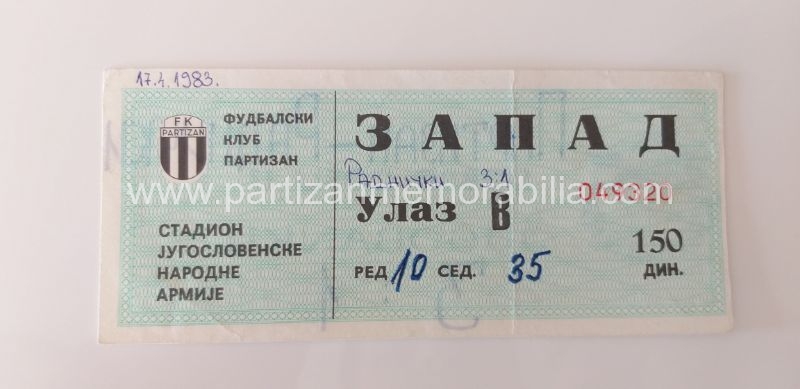 17.4.1983.
FK
PARTIZAN
ФУДБАЛСКИ
КЛУБ
ПАРТИЗАН
СТАДИОН
ЈУГОСЛОВЕНСКЕ
НАРОДНЕ
АРМИЈЕ
ЗАПАД
Раднички 3:1
www.partizanmemorabilia.com
049320
Улаз В
150
ДИН.
РЕД 10 СЕД. 35